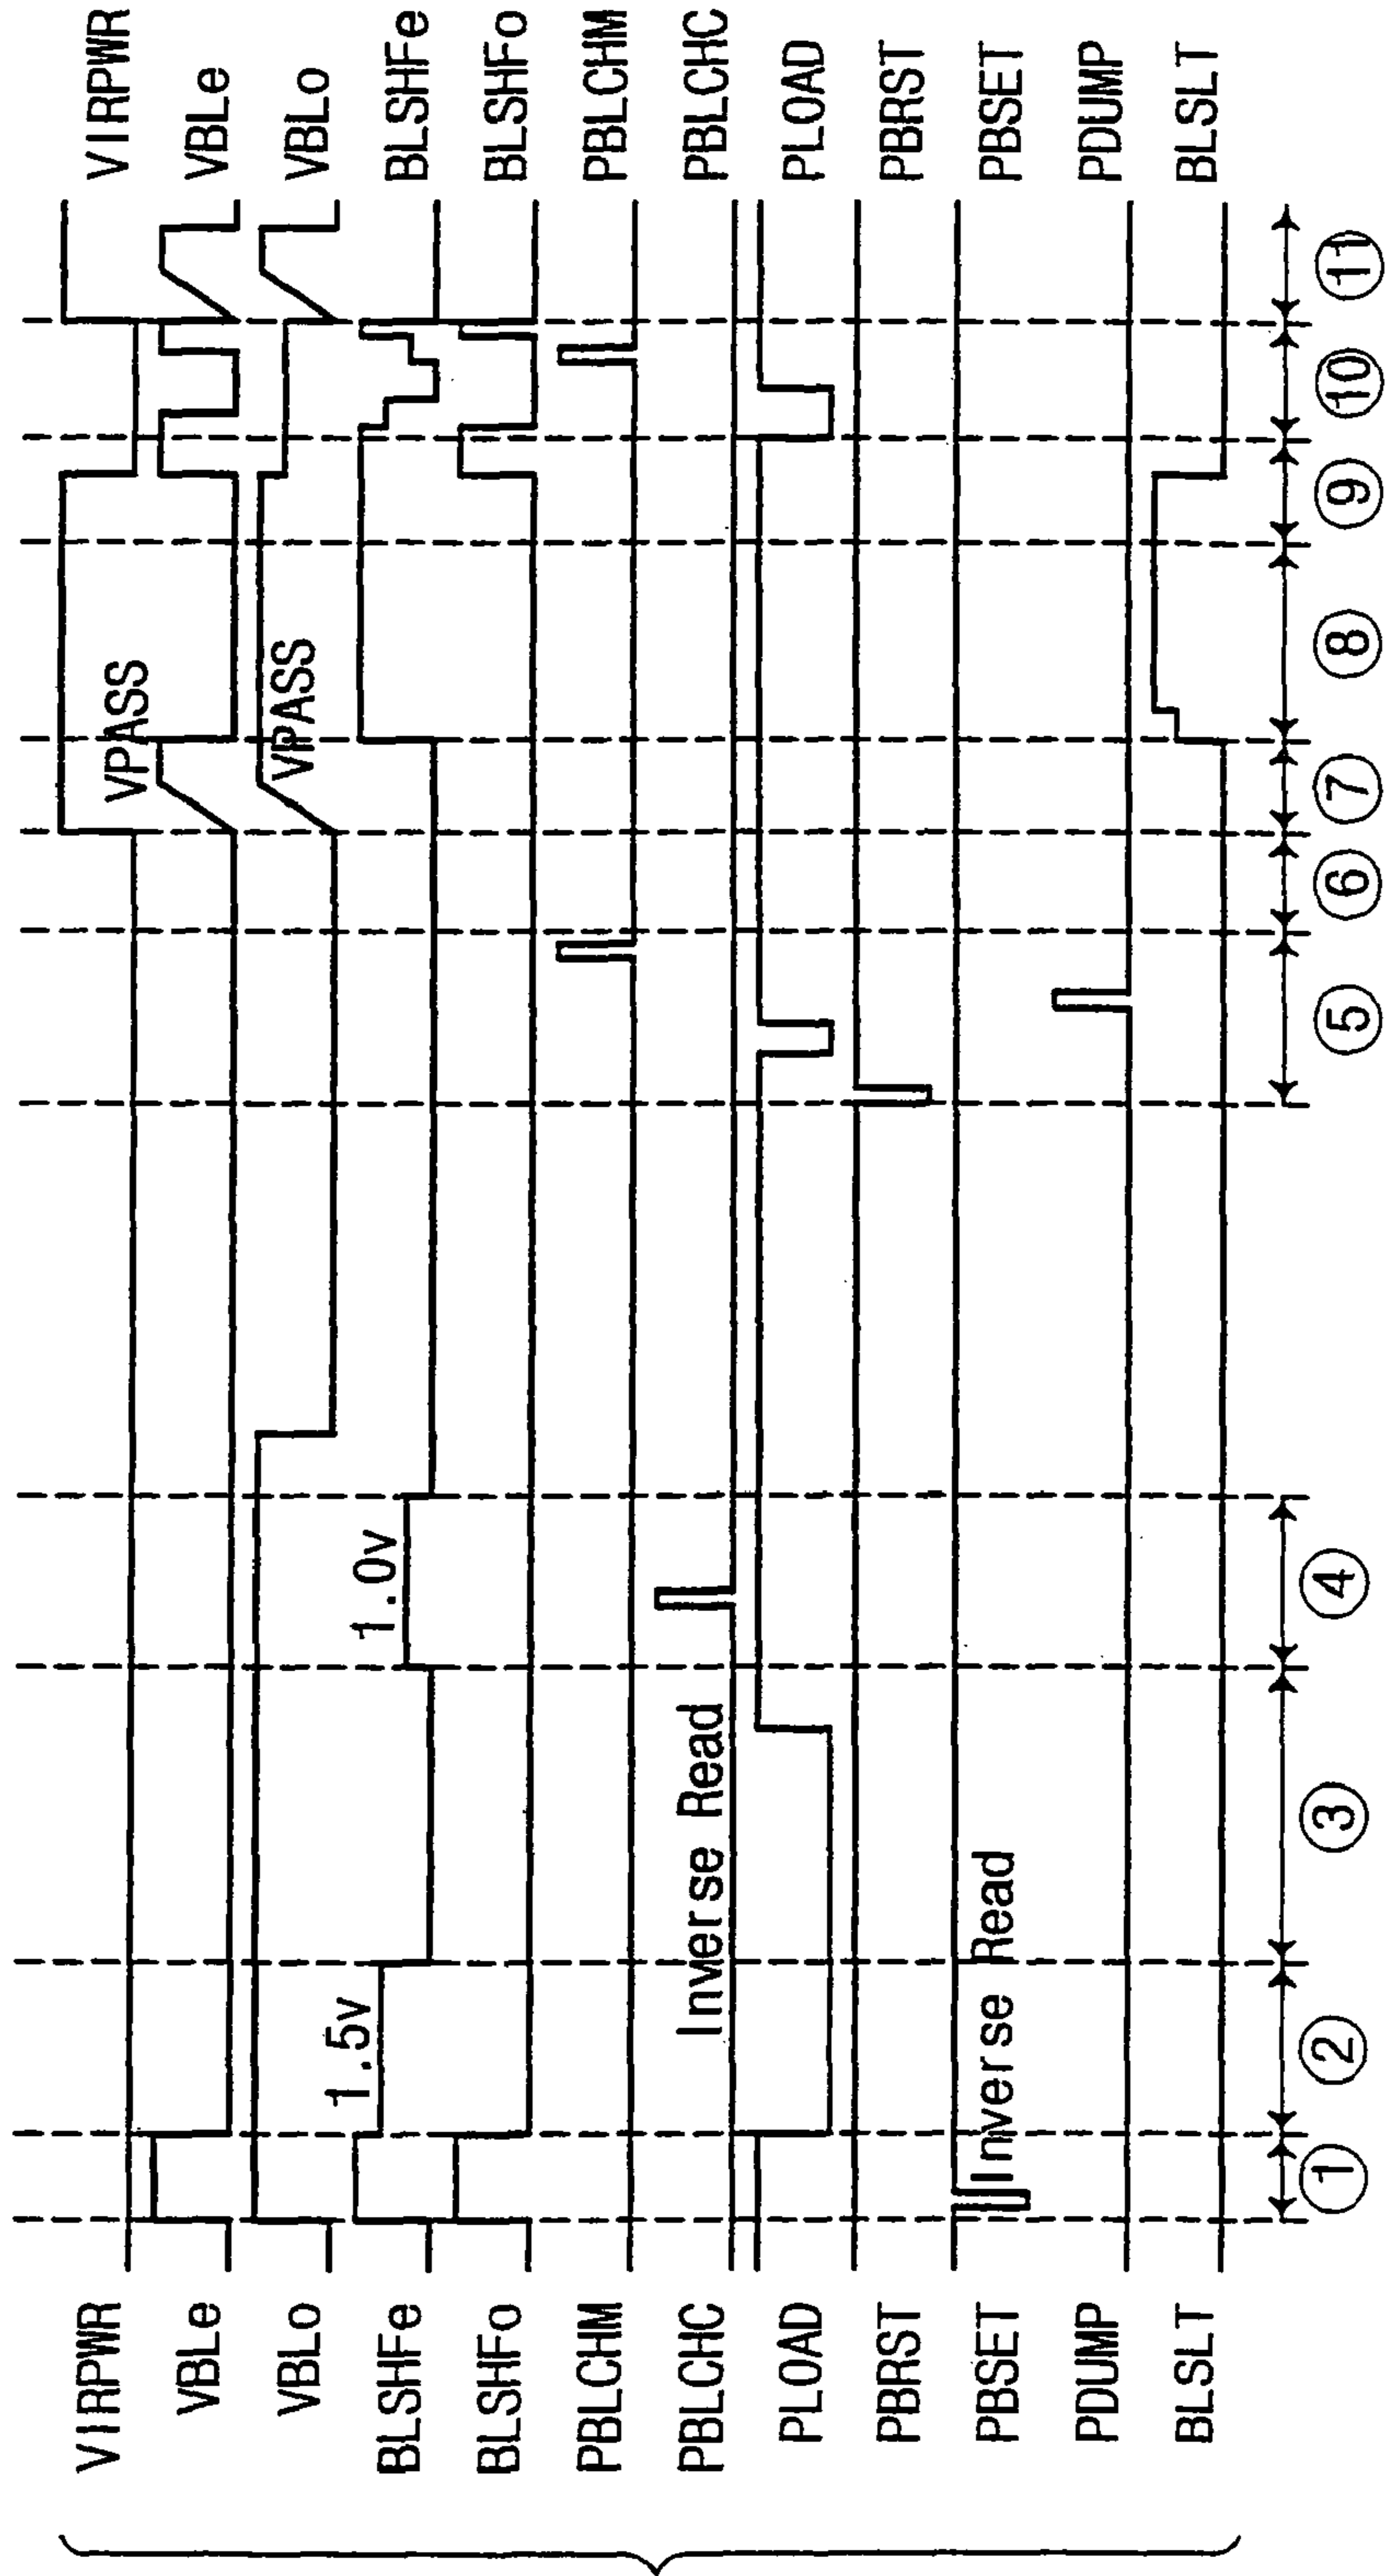 VIRPWR
VBLe
VBLo
BLSHFe
BLSHFo
PBLCHM
PBLCHC
PLOAD
PBRST
PBSET
PDUMP
BLSLT
1.5v
1.0v
VPASS
VPASS
Inverse Read
Inverse Read
① ② ③ ④ ⑤ ⑥ ⑦ ⑧ ⑨ ⑩ ⑪
VIRPWR
VBLe
VBLo
BLSHFe
BLSHFo
PBLCHM
PBLCHC
PLOAD
PBRST
PBSET
PDUMP
BLSLT